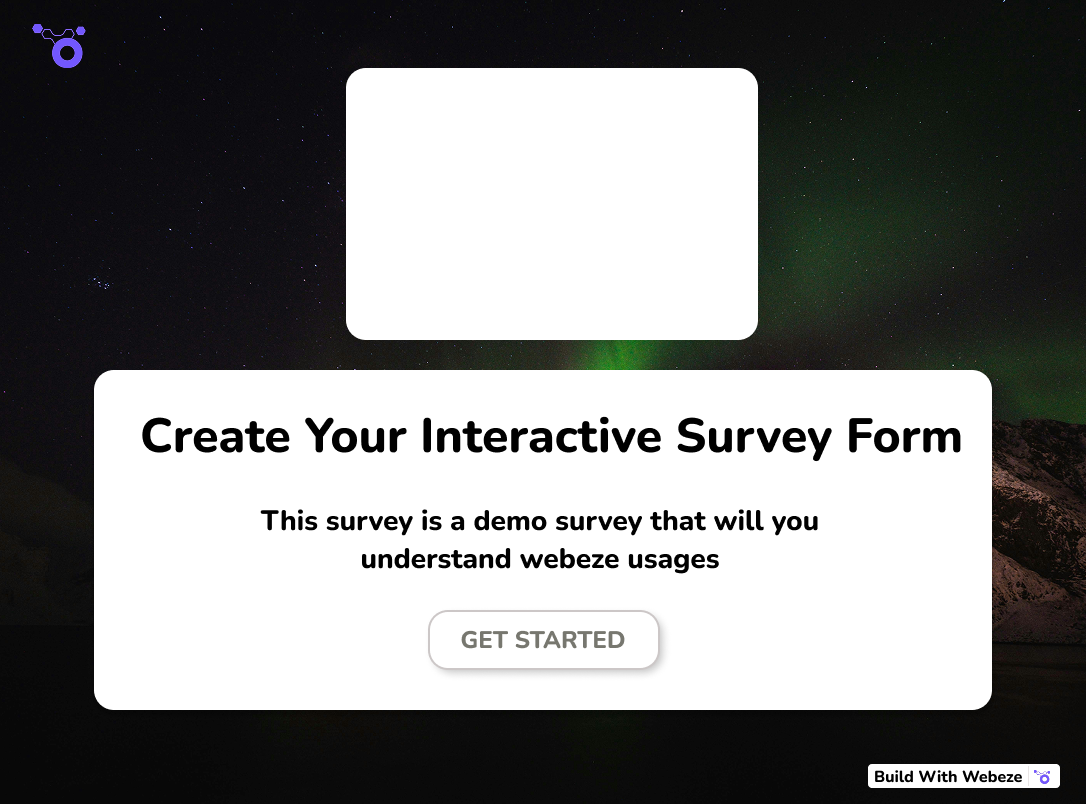 Create Your Interactive Survey Form
This survey is a demo survey that will you
understand webeze usages
GET STARTED
Build With Webeze